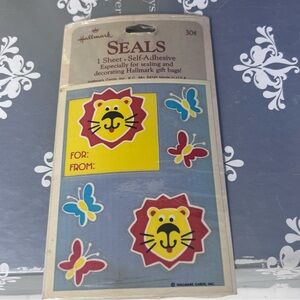 Hallmark
30¢
SEALS
1 Sheet • Self-Adhesive
Especially for sealing and
decorating Hallmark gift bags!
FOR:
FROM:
© HALLMARK CARDS, INC.